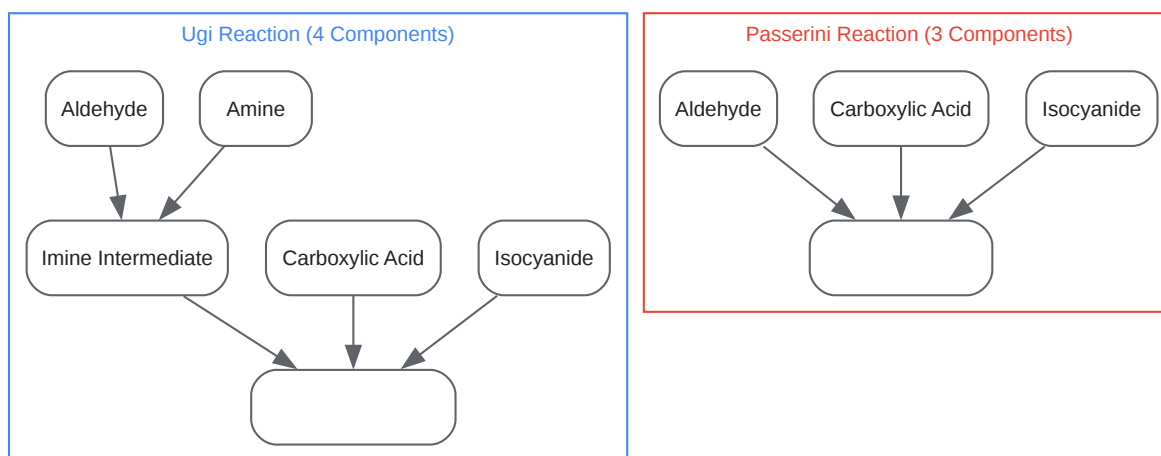 Ugi Reaction (4 Components)
Aldehyde
Amine
Imine Intermediate
Carboxylic Acid
Isocyanide
Passerini Reaction (3 Components)
Aldehyde
Carboxylic Acid
Isocyanide